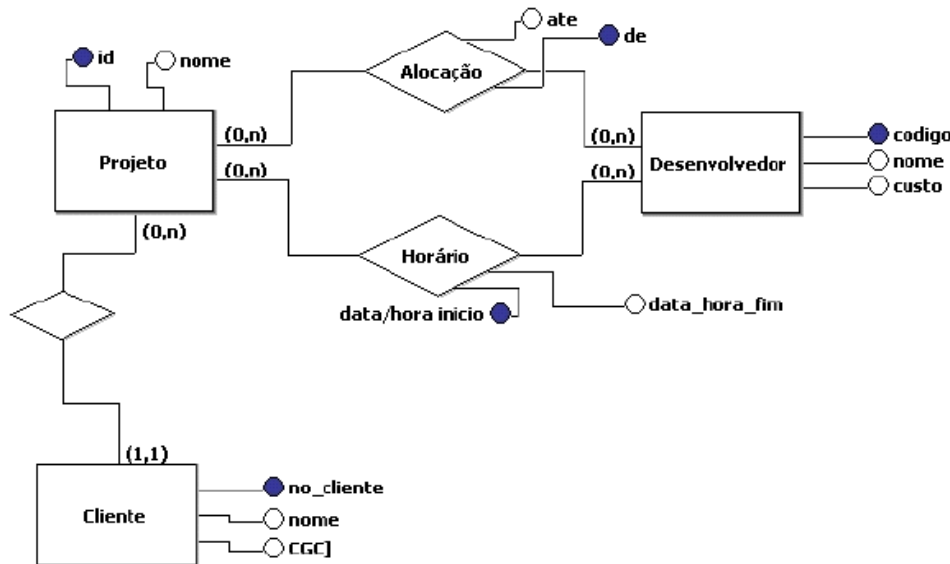 ate
de
id
nome
Alocação
(0,n)
(0,n)
Projeto
(0,n)
(0,n)
Desenvolvedor
codigo
nome
custo
(0,n)
Horário
data/hora inicio
data_hora_fim
(1,1)
Cliente
no_cliente
nome
CGC]